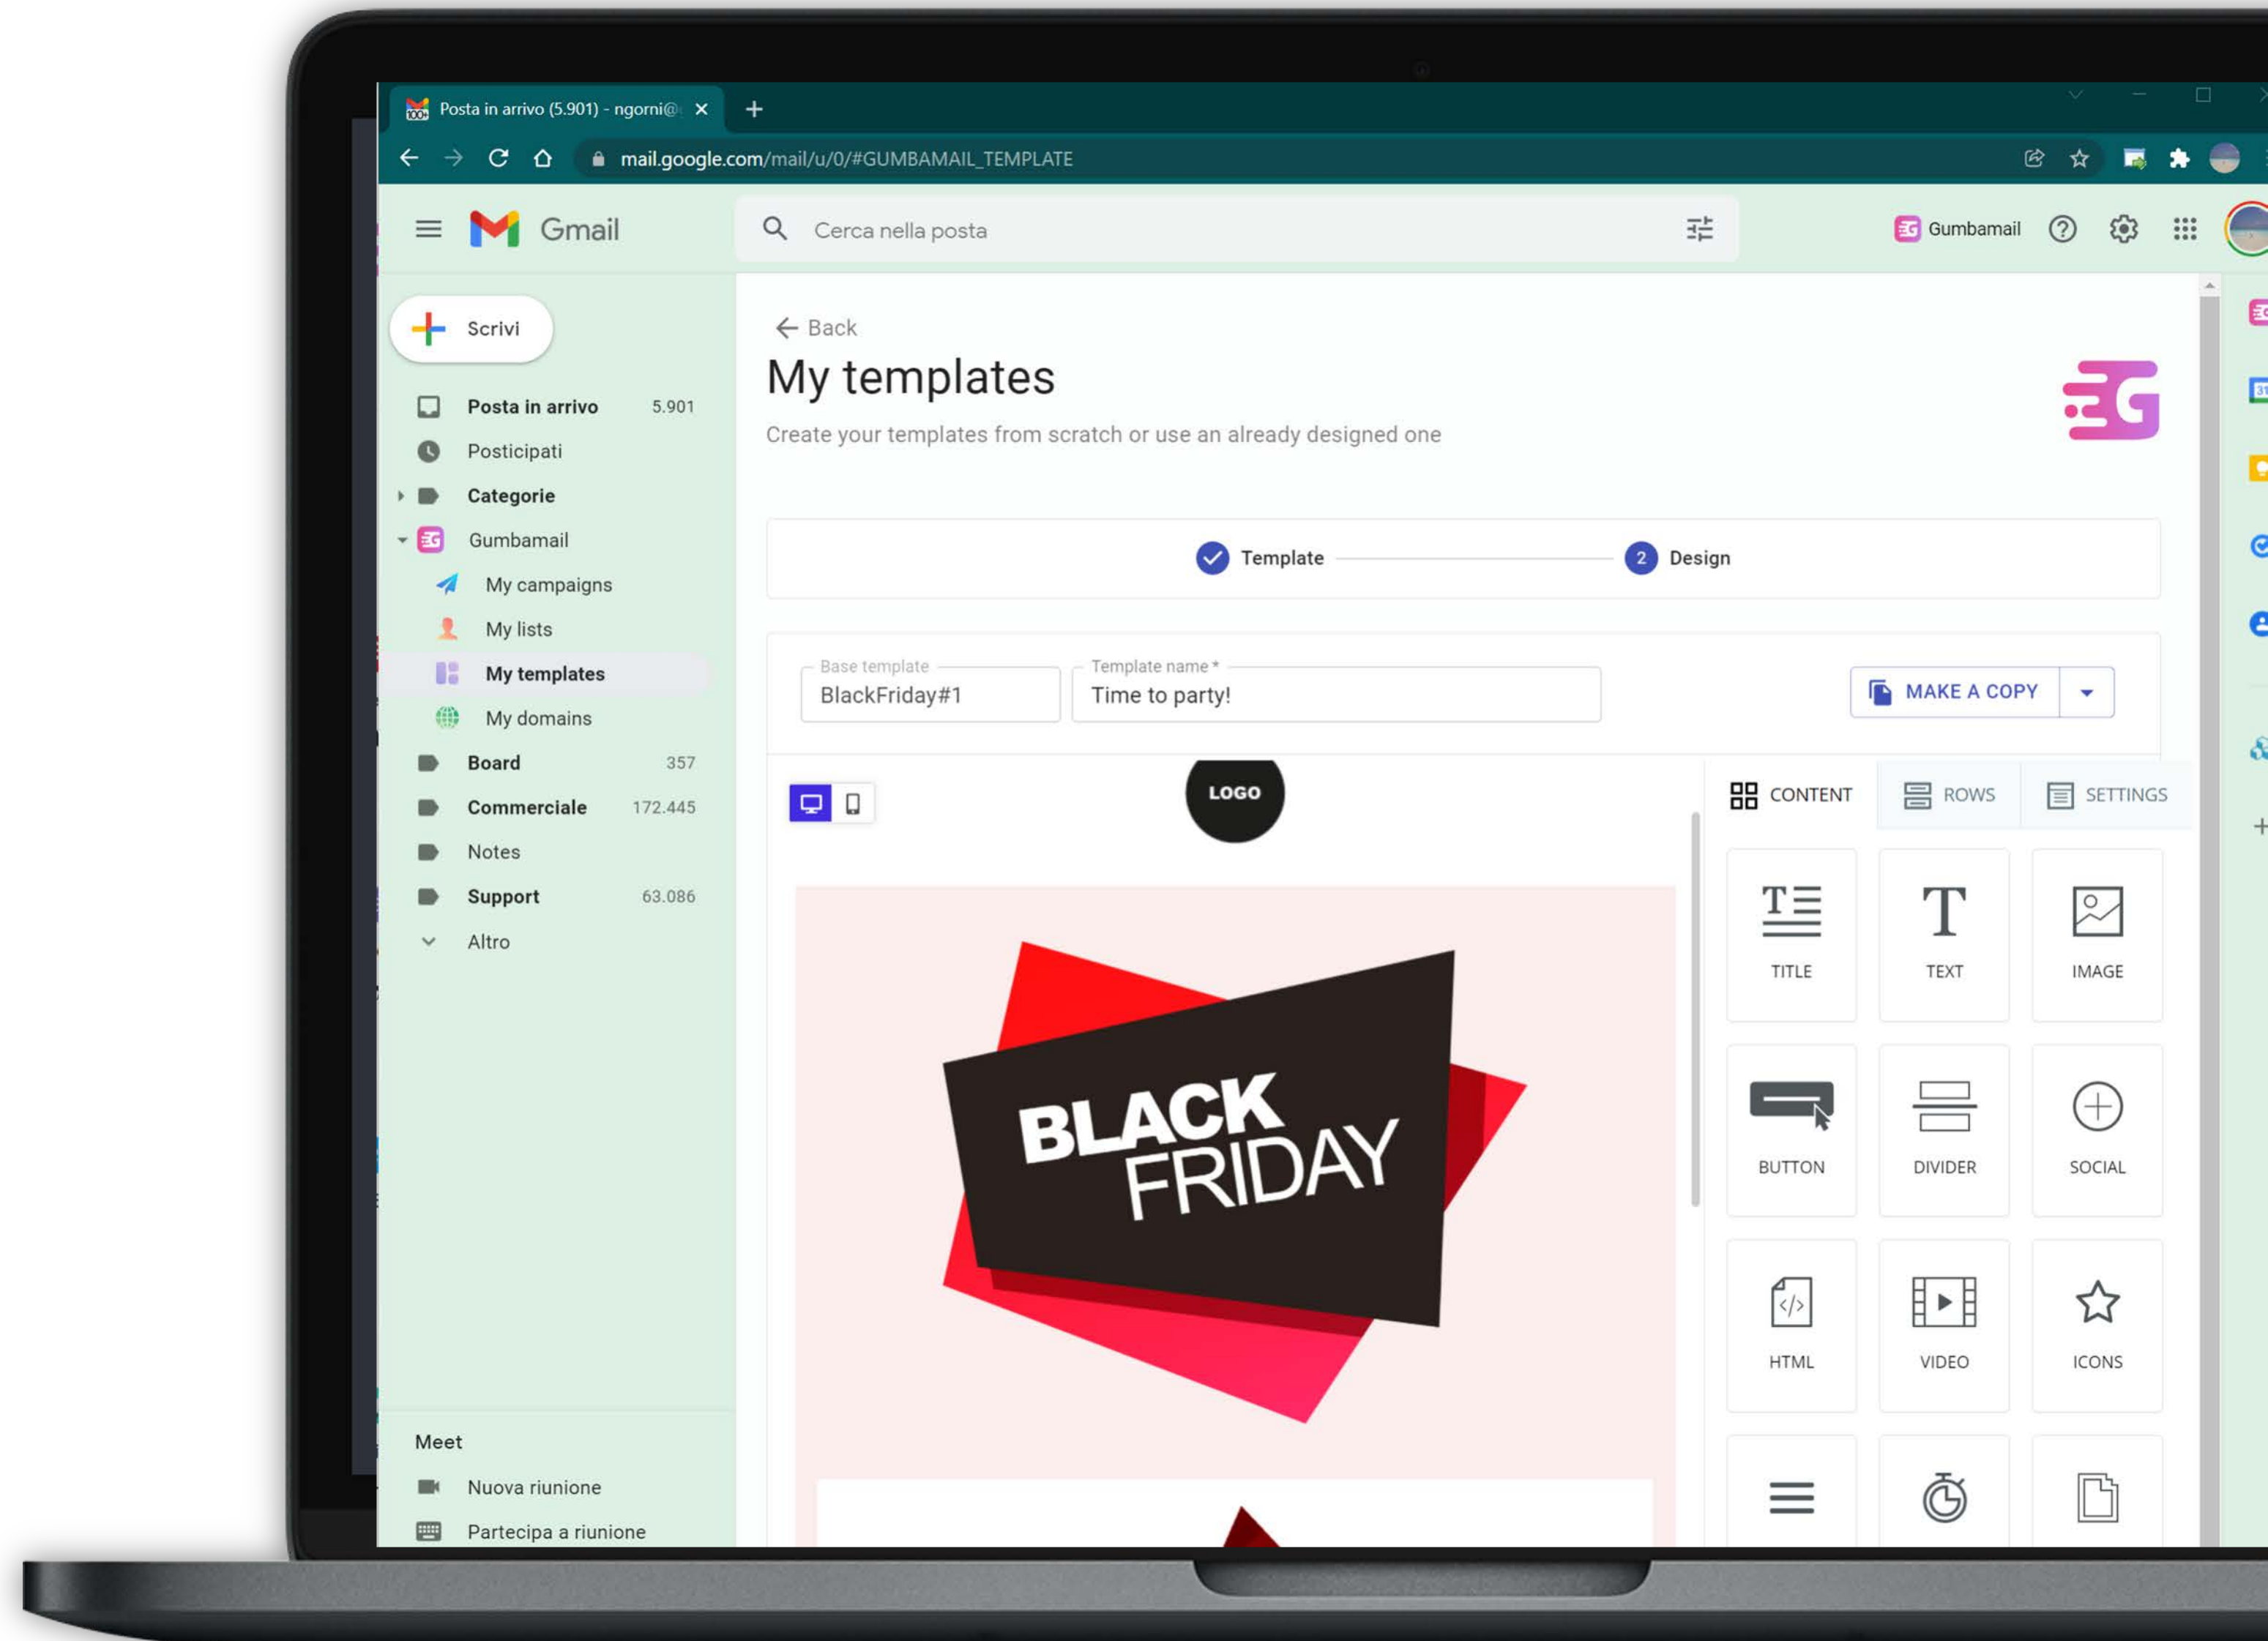 Posta in arrivo (5.901) - ngorni@
mail.google.com/mail/u/0/#GUMBAMAIL_TEMPLATE
Gmail
Cerca nella posta
Gumbamail
Scrivi
Posta in arrivo 5.901
Posticipati
Categorie
Gumbamail
My campaigns
My lists
My templates
My domains
Board 357
Commerciale 172.445
Notes
Support 63.086
Altro
Meet
Nuova riunione
Partecipa a riunione
Back
My templates
Create your templates from scratch or use an already designed one
G
Template
2 Design
Base template
BlackFriday#1
Template name *
Time to party!
MAKE A COPY
LOGO
BLACK
FRIDAY
CONTENT ROWS SETTINGS
TITLE TEXT IMAGE
BUTTON DIVIDER SOCIAL
HTML VIDEO ICONS